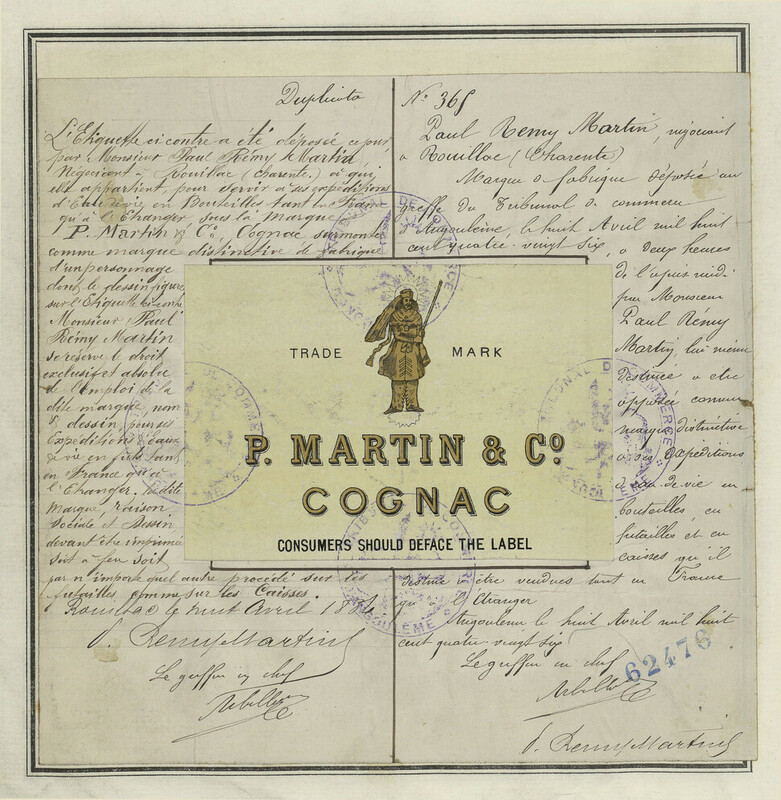 Duplicata
L'Etiquette ci contre a été déposée ce jour
par Monsieur Paul Rémy Martin,
Négociant à Rouillac (Charente) à qui
elle appartient, pour servir à ses expéditions
d'Eau de vie en Bouteilles tant en France
qu'à l'Etranger sous la Marque
P. Martin & Co, Cognac, surmonté
comme marque distinctive de fabrique
d'un personnage
dont le dessin figure
sur l'Etiquette ci contre
Monsieur Paul
Rémy Martin
se réserve le droit
exclusif et absolu
de l'emploi de la
dite marque, nom
& dessin pour ses
Expéditions d'Eaux
de vie en fûts tant
en France qu'à
l'Etranger. La dite
Marque, raison
Sociale et Dessin
devant être imprimés
soit à feu soit
par n'importe quel autre procédé sur les
futailles comme sur les Caisses.
Rouillac le huit Avril
P. Remy Martin
Le greffier en chef
No 365
Paul Remy Martin, négociant
a Rouillac (Charente)
Marque de fabrique déposée au
greffe du Tribunal de commerce
d'Angoulême, le huit Avril mil huit
cent quatre-vingt six, a deux heures
de l'apres midi
par Monsieur
Paul Rémy
Martin, lui même
destinée a etre
apposée comme
marque distinctive
a ses expéditions
d'eau de vie en
bouteilles, en
futailles et en
caisses qu'il
destine a être vendues tant en France
qu'à l'Etranger
Angoulême le huit Avril mil huit
cent quatre-vingt six
Le greffier en chef
62476
P. Remy Martin
TRADE MARK
P. MARTIN & Co.
COGNAC
CONSUMERS SHOULD DEFACE THE LABEL